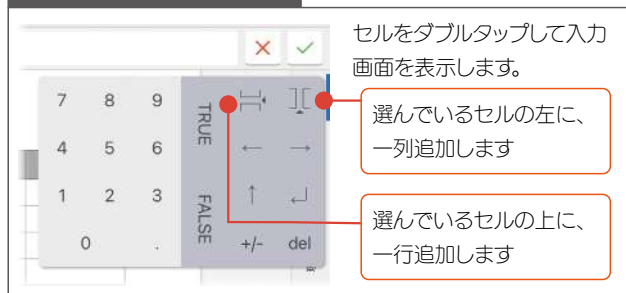 セルをダブルタップして入力
画面を表示します。
選んでいるセルの左に、
一列追加します
選んでいるセルの上に、
一行追加します
7 8 9
4 5 6
1 2 3
0 .
TRUE
FALSE
← →
↑ ↵
+/- del